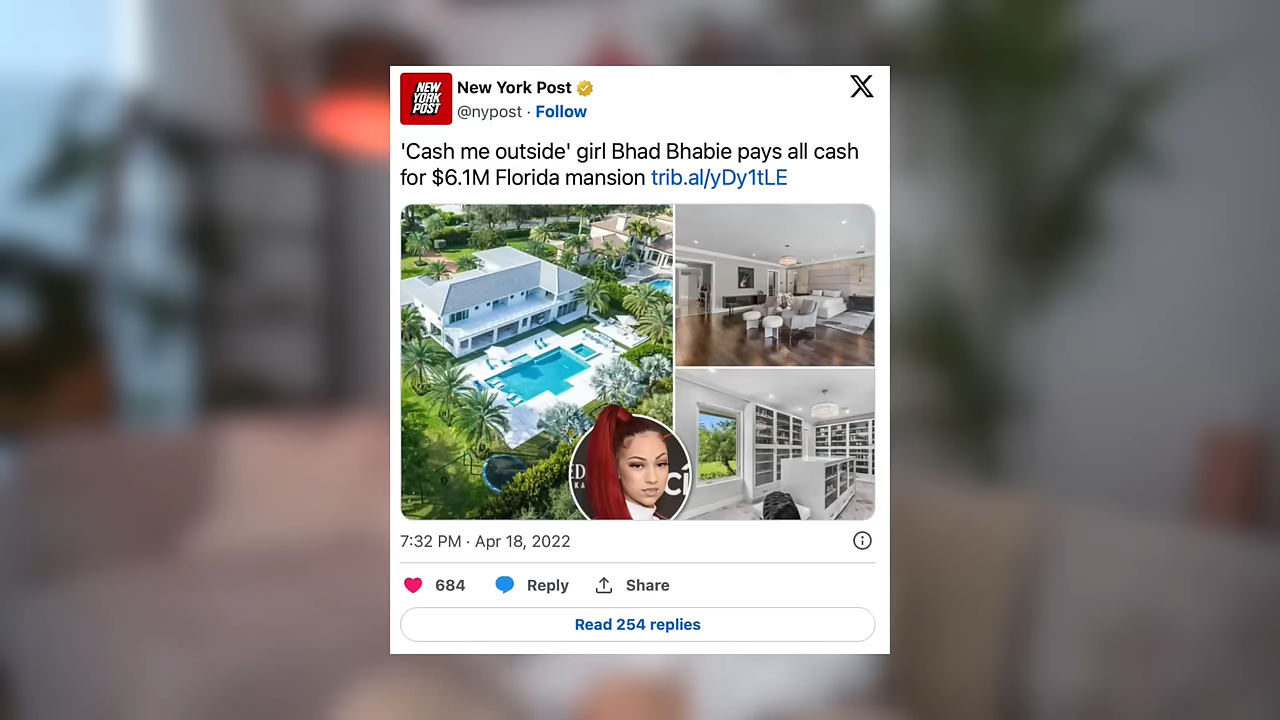 NEW
YORK
POST
New York Post
@nypost · Follow
'Cash me outside' girl Bhad Bhabie pays all cash
for $6.1M Florida mansion trib.al/yDy1tLE
7:32 PM · Apr 18, 2022
684 Reply Share
Read 254 replies